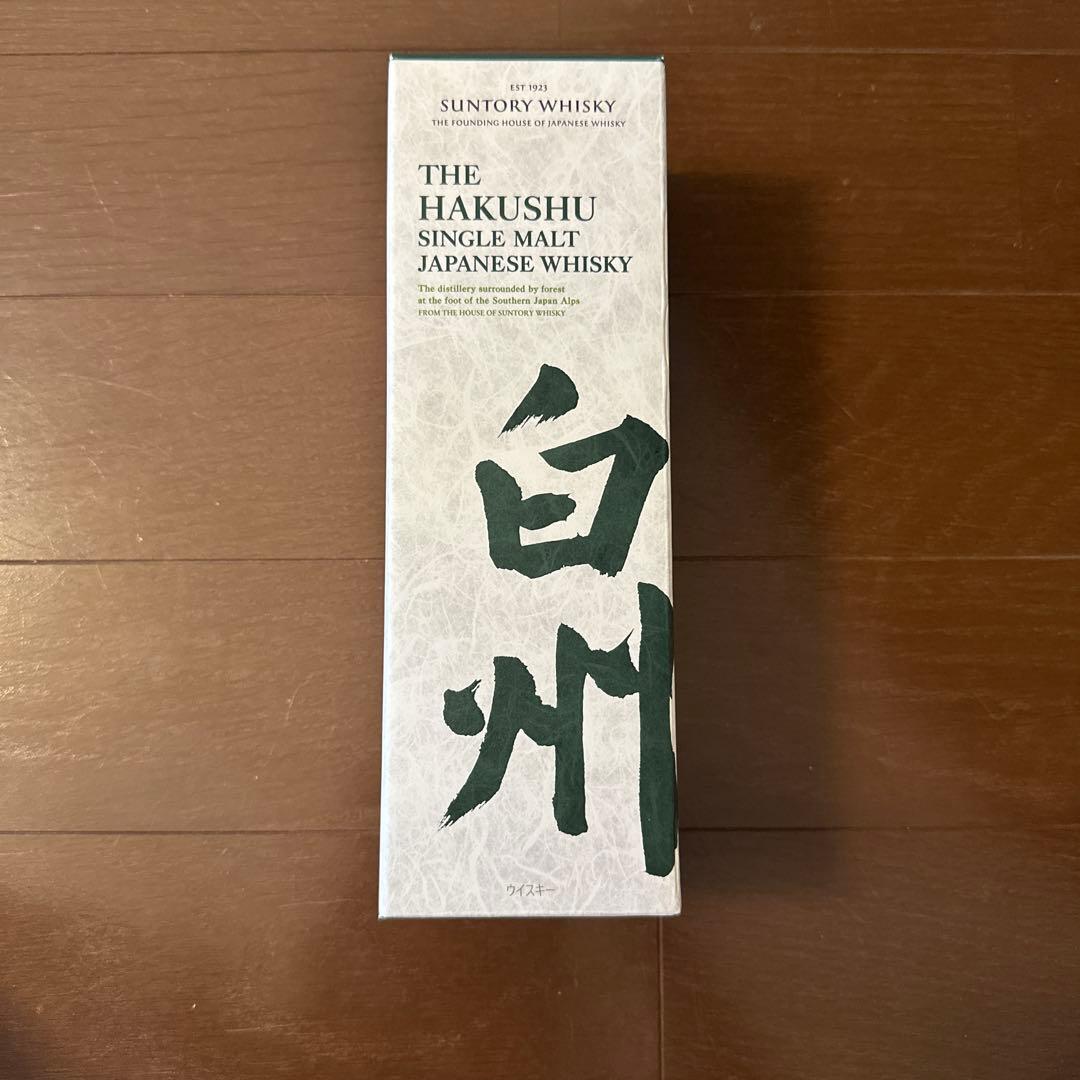 EST 1923
SUNTORY WHISKY
THE FOUNDING HOUSE OF JAPANESE WHISKY
THE
HAKUSHU
SINGLE MALT
JAPANESE WHISKY
The distillery surrounded by forest
at the foot of the Southern Japan Alps
FROM THE HOUSE OF SUNTORY WHISKY
白州
ウイスキー